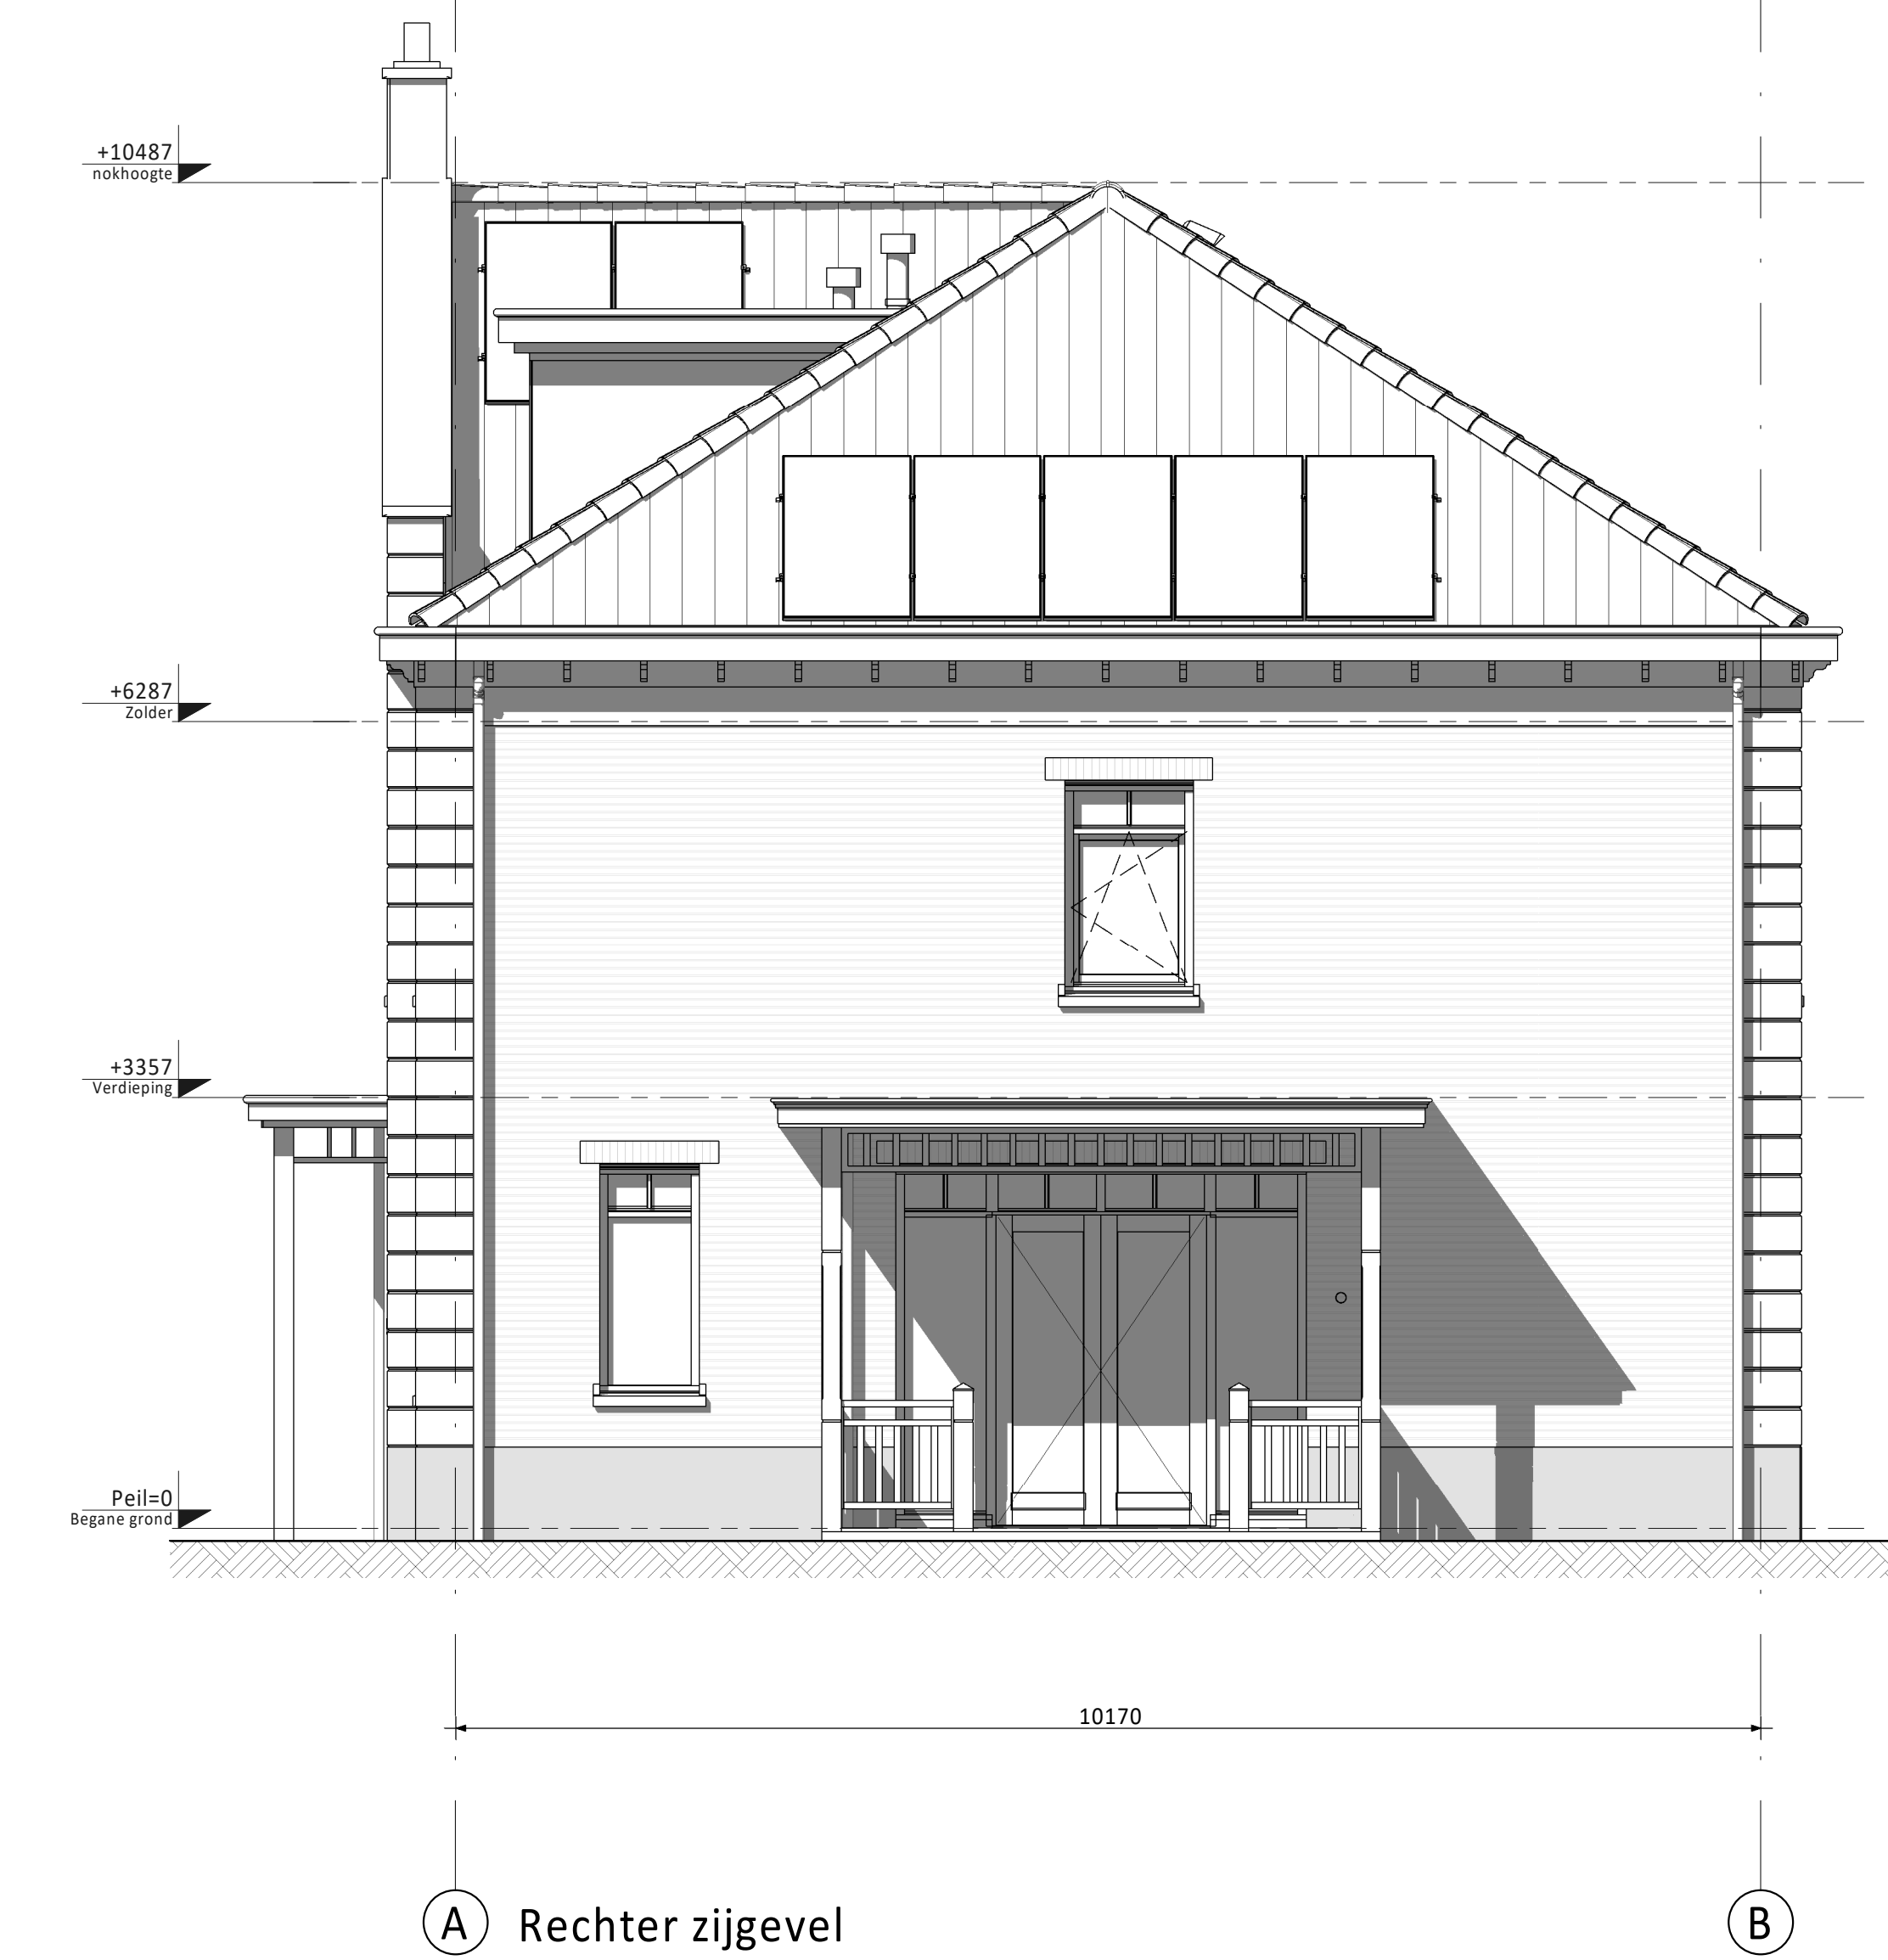 +10487
nokhoogte
+6287
Zolder
+3357
Verdieping
Peil=0
Begane grond
10170
A
Rechter zijgevel
B